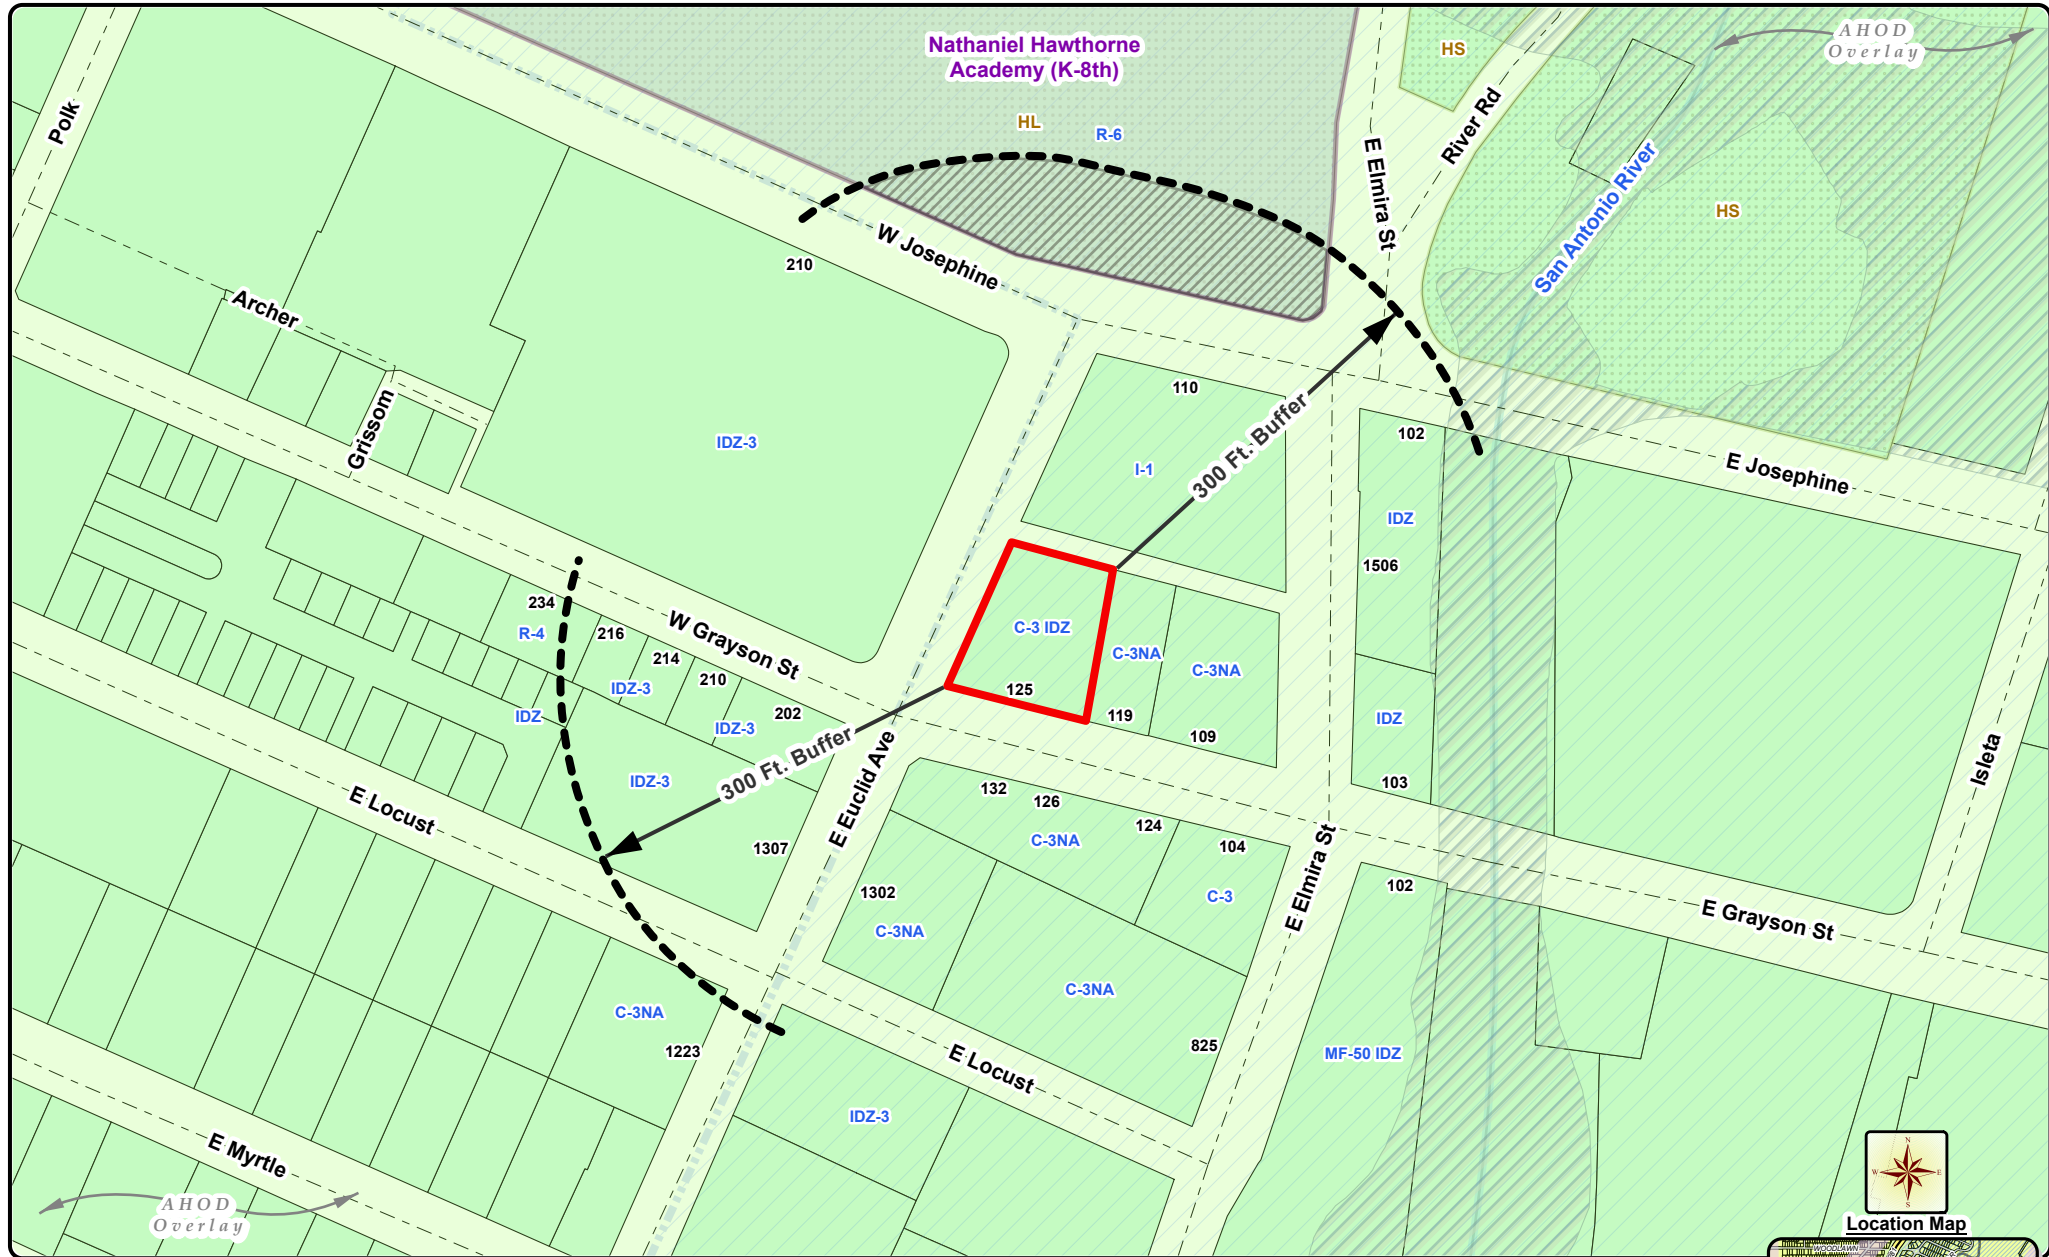 Nathaniel Hawthorne
Academy (K-8th)
HL
R-6
HS
AHOD
Overlay
Polk
E Elmira St
River Rd
San Antonio River
HS
W Josephine
210
Archer
Grissom
IDZ-3
110
I-1
300 Ft. Buffer
102
IDZ
1506
E Josephine
234
R-4
216
214
210
202
W Grayson St
IDZ-3
IDZ-3
IDZ
IDZ-3
C-3 IDZ
125
C-3NA
119
C-3NA
109
IDZ
103
Isleta
300 Ft. Buffer
E Euclid Ave
E Locust
1307
132
126
124
104
C-3NA
C-3
1302
C-3NA
E Elmira St
102
E Grayson St
C-3NA
825
C-3NA
1223
E Locust
MF-50 IDZ
IDZ-3
E Myrtle
AHOD
Overlay
N
W
E
S
Location Map
WOODLAWN